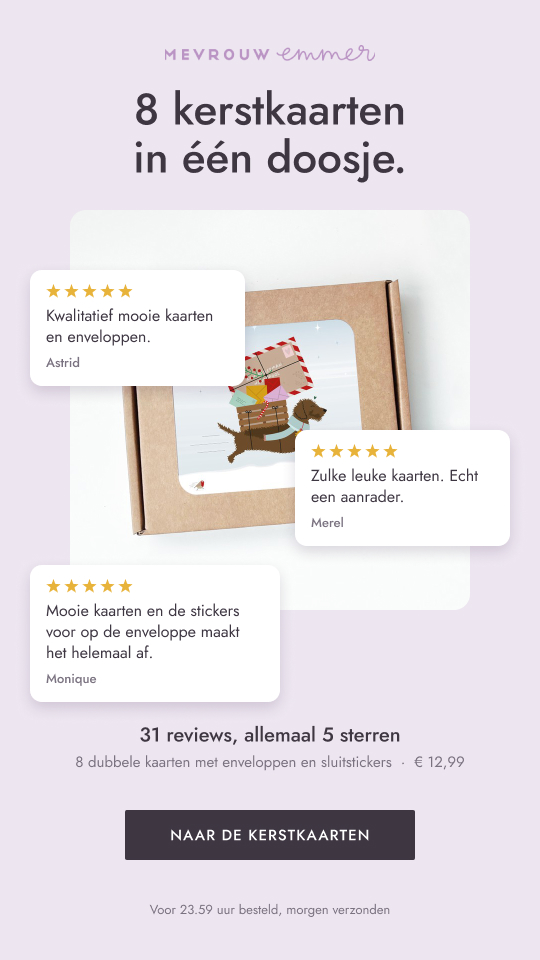 MEVROUW emmer
8 kerstkaarten
in één doosje.
Kwalitatief mooie kaarten
en enveloppen.
Astrid
Zulke leuke kaarten. Echt
een aanrader.
Merel
Mooie kaarten en de stickers
voor op de enveloppe maakt
het helemaal af.
Monique
31 reviews, allemaal 5 sterren
8 dubbele kaarten met enveloppen en sluitstickers · € 12,99
NAAR DE KERSTKAARTEN
Voor 23.59 uur besteld, morgen verzonden